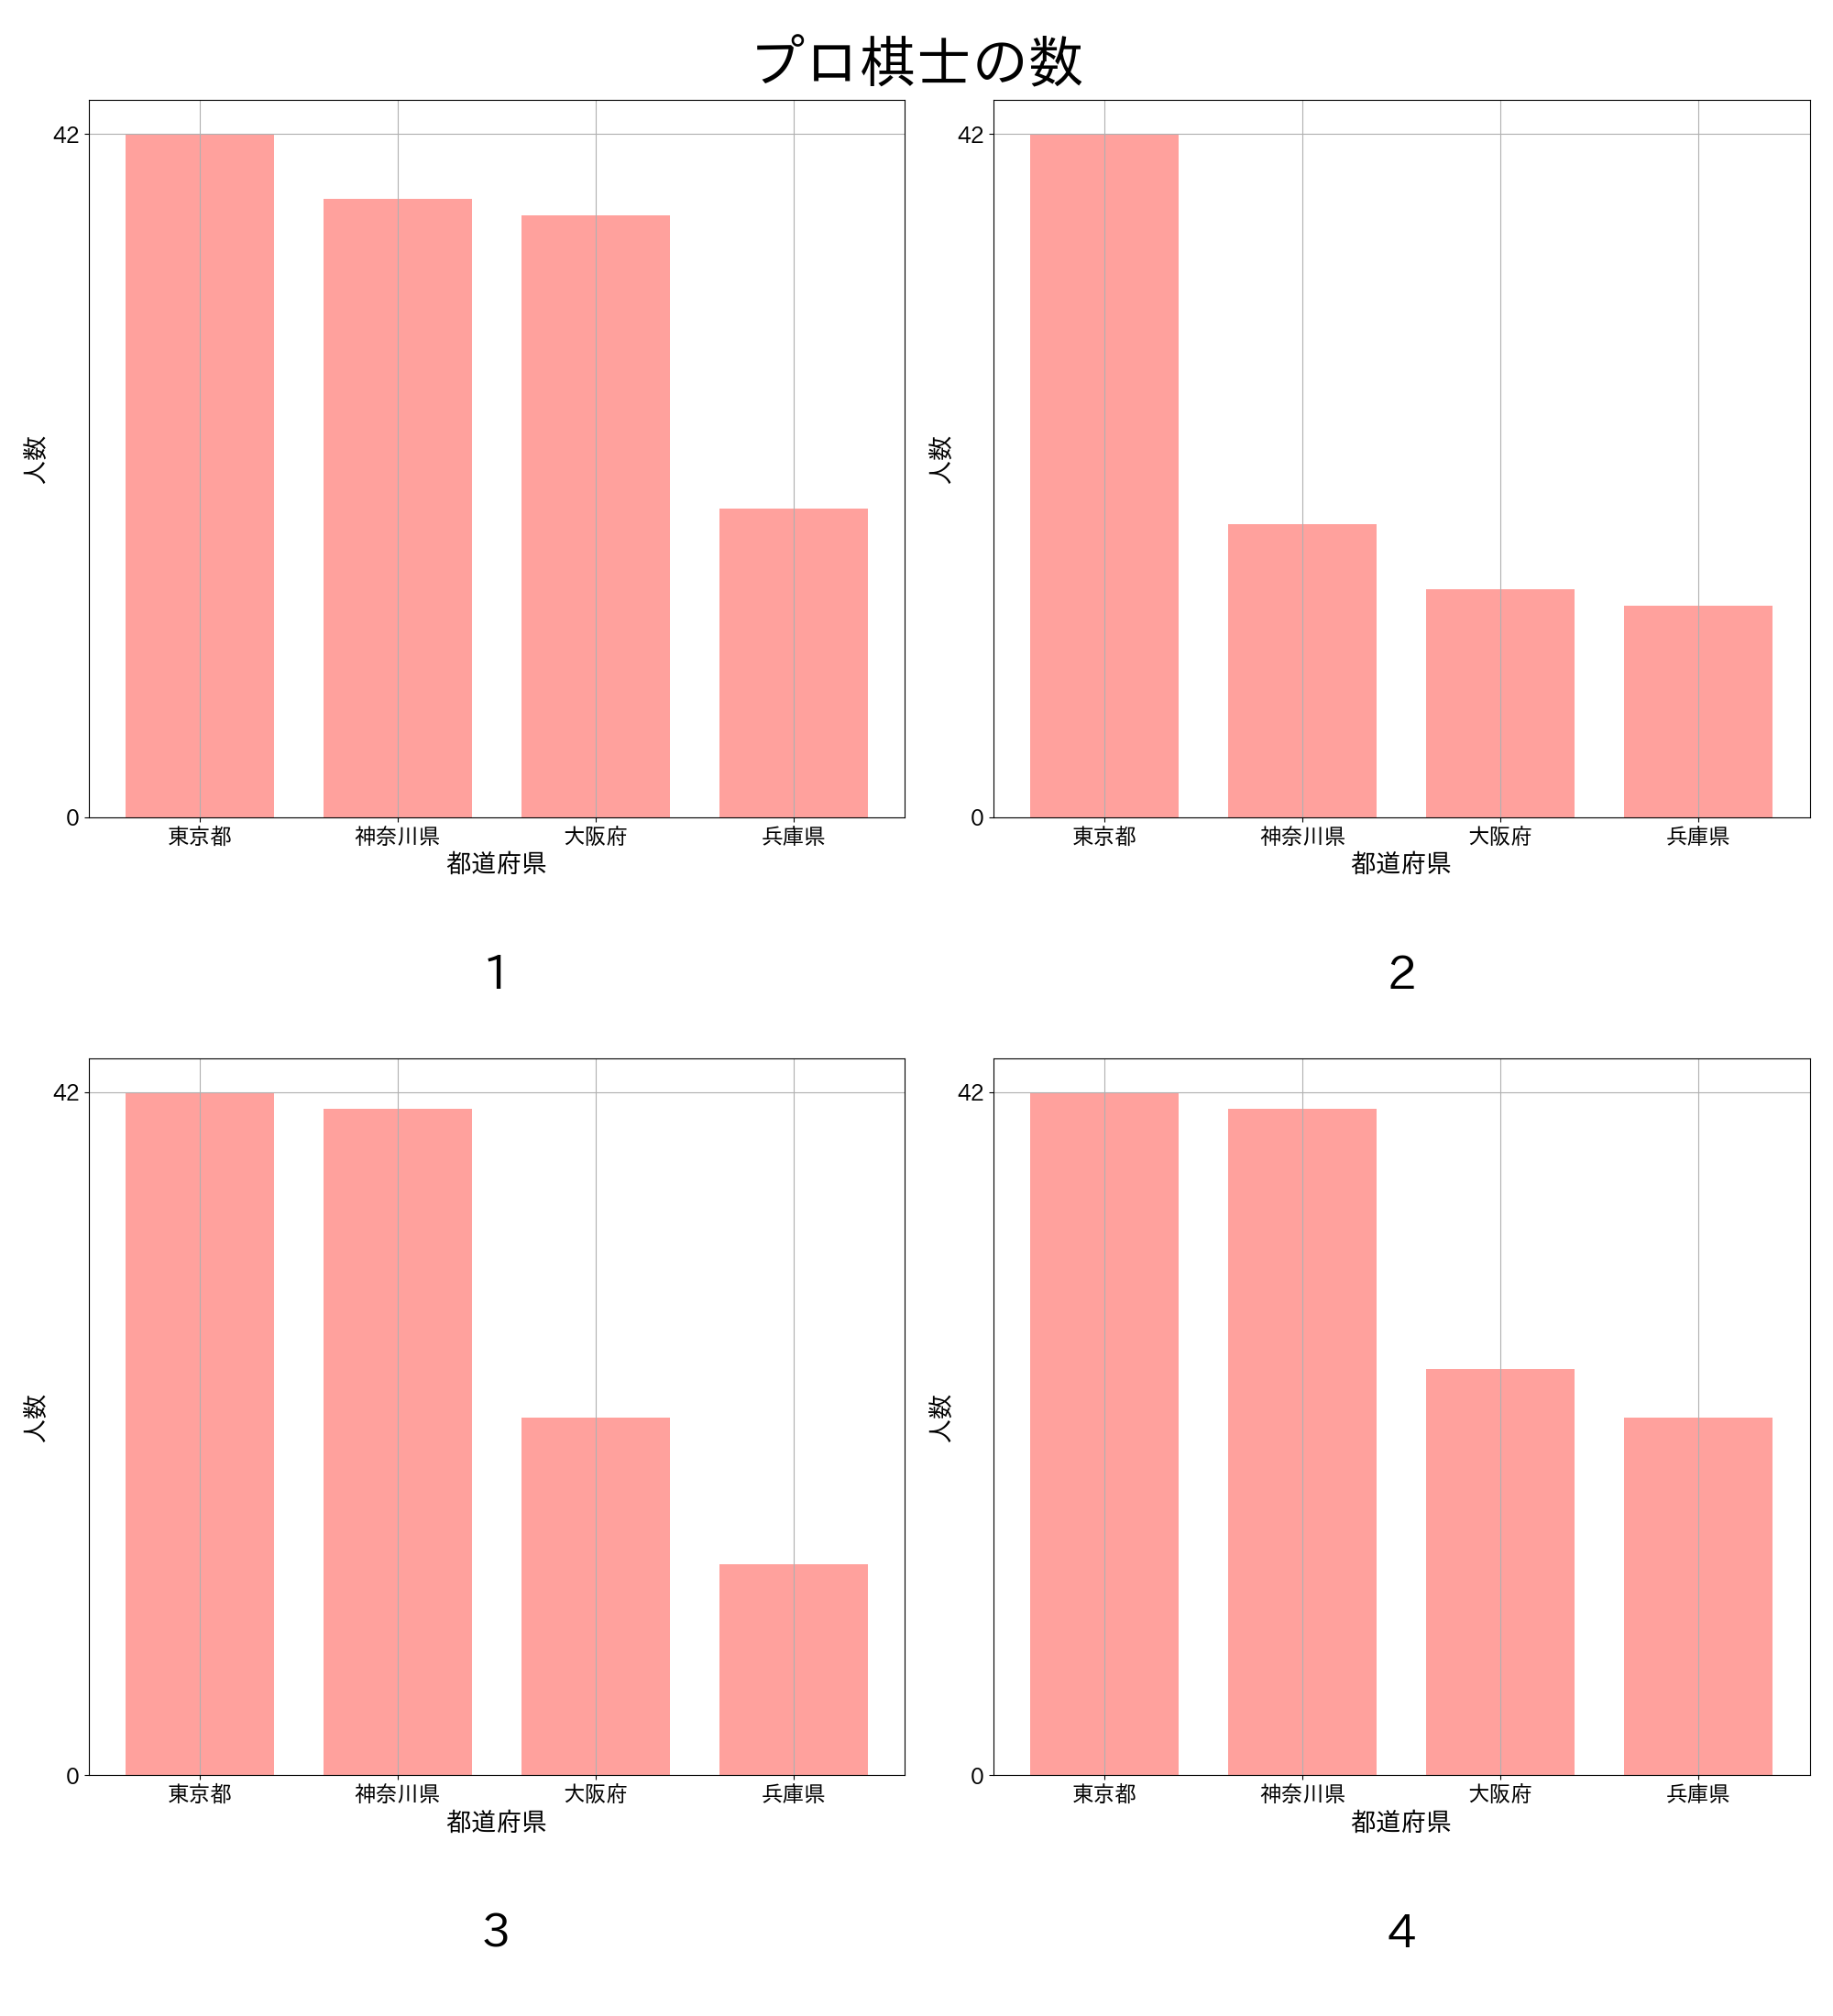 プロ棋士の数
42
0
人数
東京都 神奈川県 大阪府 兵庫県
都道府県
1
42
0
人数
東京都 神奈川県 大阪府 兵庫県
都道府県
2
42
0
人数
東京都 神奈川県 大阪府 兵庫県
都道府県
3
42
0
人数
東京都 神奈川県 大阪府 兵庫県
都道府県
4